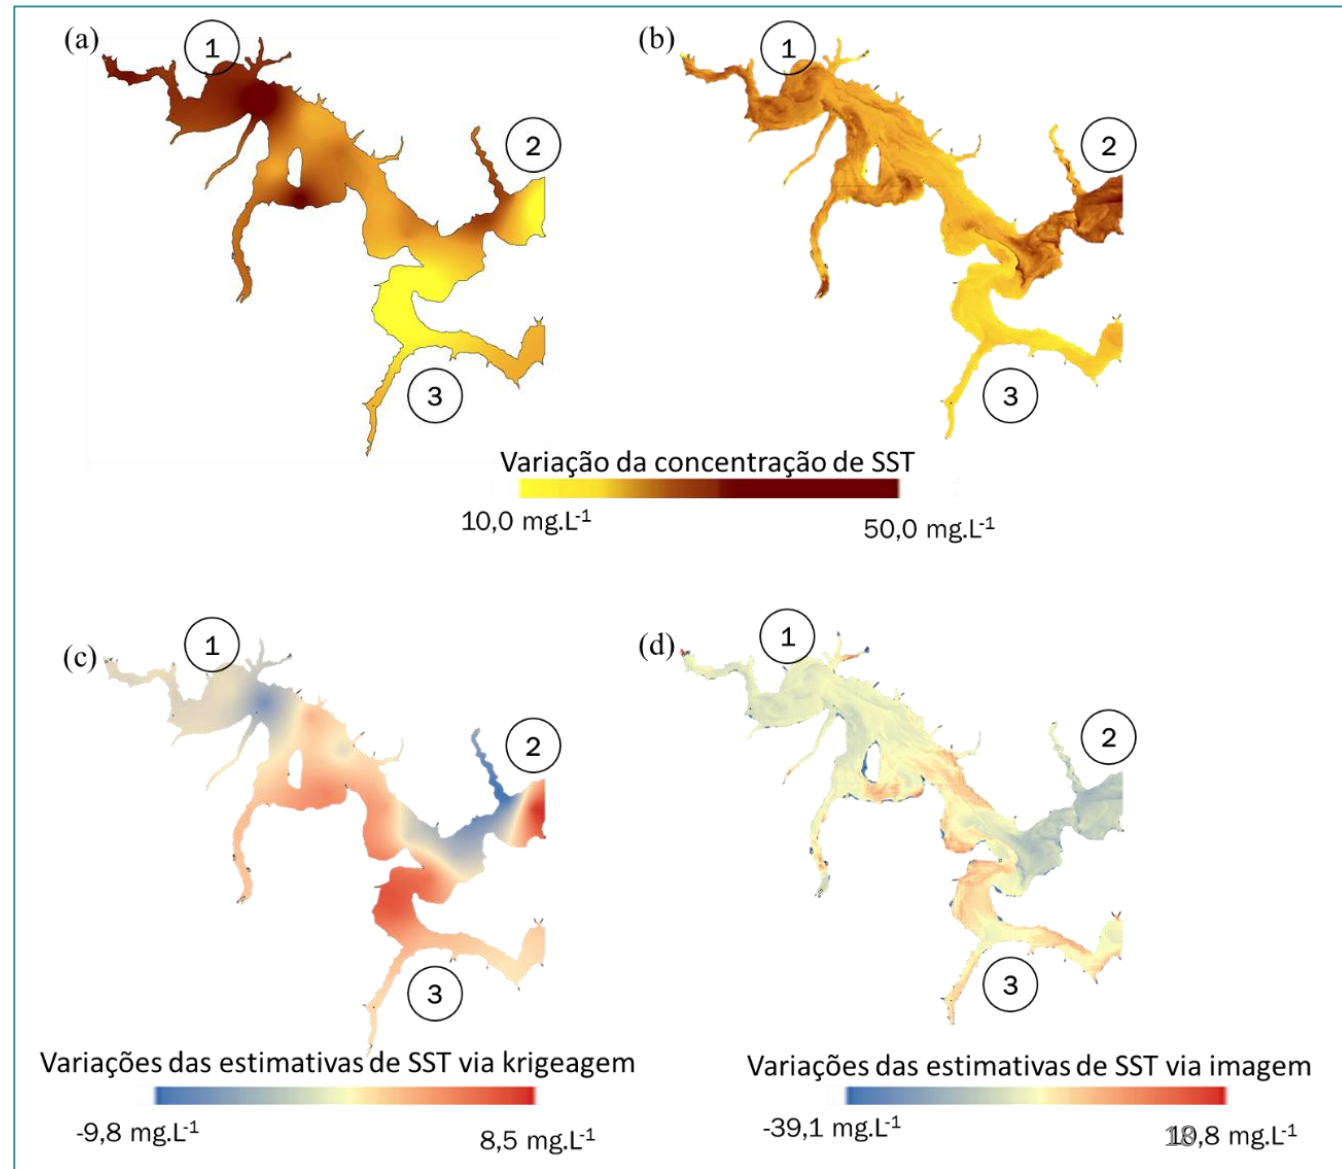 (a) 1 (b) 1
2 2
3 3
Variação da concentração de SST
10,0 mg.L-1 50,0 mg.L-1
(c) 1 (d) 1
2 2
3 3
Variações das estimativas de SST via krigeagem Variações das estimativas de SST via imagem
-9,8 mg.L-1 8,5 mg.L-1 -39,1 mg.L-1 ,8 mg.L-1